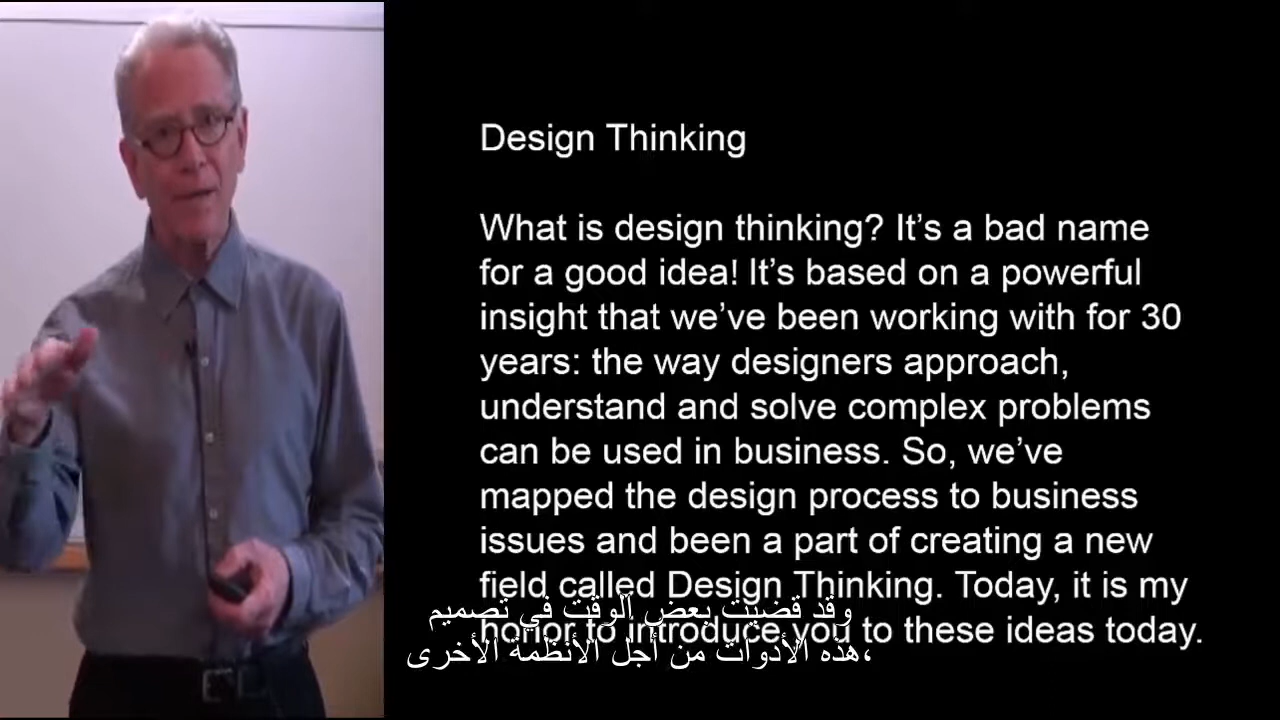 Design Thinking
What is design thinking? It’s a bad name
for a good idea! It’s based on a powerful
insight that we’ve been working with for 30
years: the way designers approach,
understand and solve complex problems
can be used in business. So, we’ve
mapped the design process to business
issues and been a part of creating a new
field called Design Thinking. Today, it is my
honor to introduce you to these ideas today.
وقد قضيت بعض الوقت في تصميم
هذه الأدوات من أجل الأنظمة الأخرى،